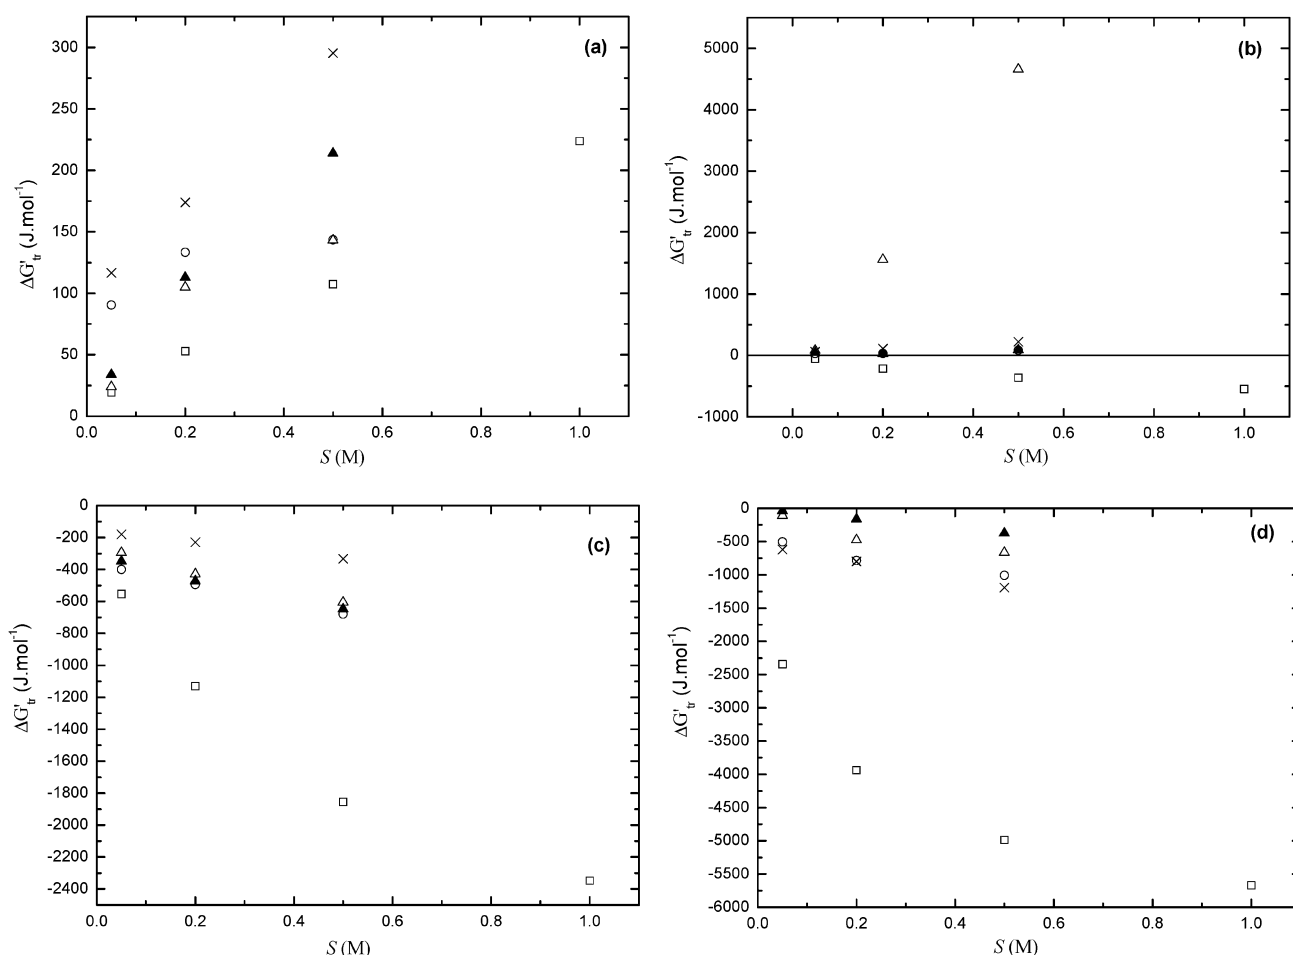 (a)
300
250
200
150
100
50
0
ΔG'tr (J.mol-1)
0.0 0.2 0.4 0.6 0.8 1.0
S (M)
(b)
5000
4000
3000
2000
1000
0
-1000
ΔG'tr (J.mol-1)
0.0 0.2 0.4 0.6 0.8 1.0
S (M)
(c)
0
-200
-400
-600
-800
-1000
-1200
-1400
-1600
-1800
-2000
-2200
-2400
ΔG'tr (J.mol-1)
0.0 0.2 0.4 0.6 0.8 1.0
S (M)
(d)
0
-500
-1000
-1500
-2000
-2500
-3000
-3500
-4000
-4500
-5000
-5500
-6000
ΔG'tr (J.mol-1)
0.0 0.2 0.4 0.6 0.8 1.0
S (M)